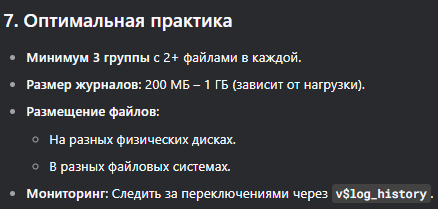 7. Оптимальная практика
• Минимум 3 группы с 2+ файлами в каждой.
• Размер журналов: 200 МБ – 1 ГБ (зависит от нагрузки).
• Размещение файлов:
◦ На разных физических дисках.
◦ В разных файловых системах.
• Мониторинг: Следить за переключениями через v$log_history.